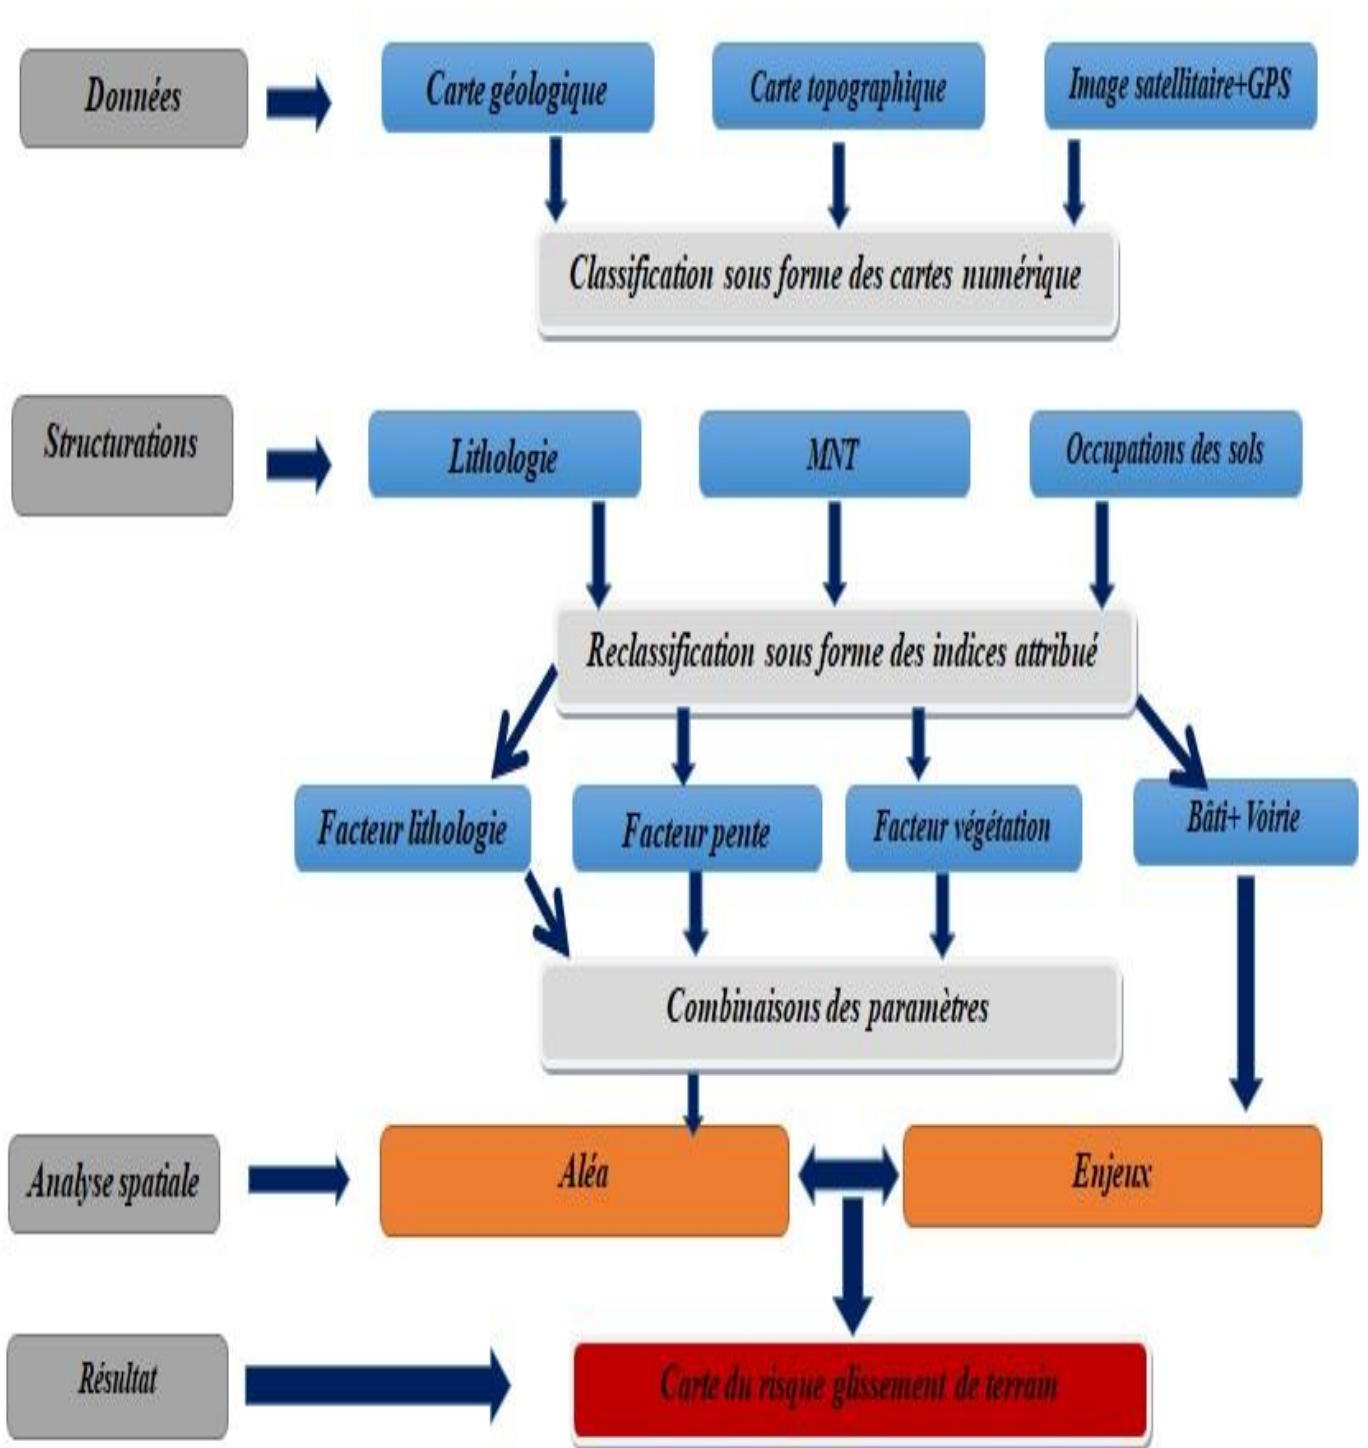 Données
Carte géologique
Carte topographique
Image satellitaire+GPS
Classification sous forme des cartes numérique
Structurations
Lithologie
MNT
Occupations des sols
Reclassification sous forme des indices attribué
Facteur lithologie
Facteur pente
Facteur végétation
Bâti+Voirie
Combinaisons des paramètres
Analyse spatiale
Aléa
Enjeux
Résultat
Carte du risque glissement de terrain